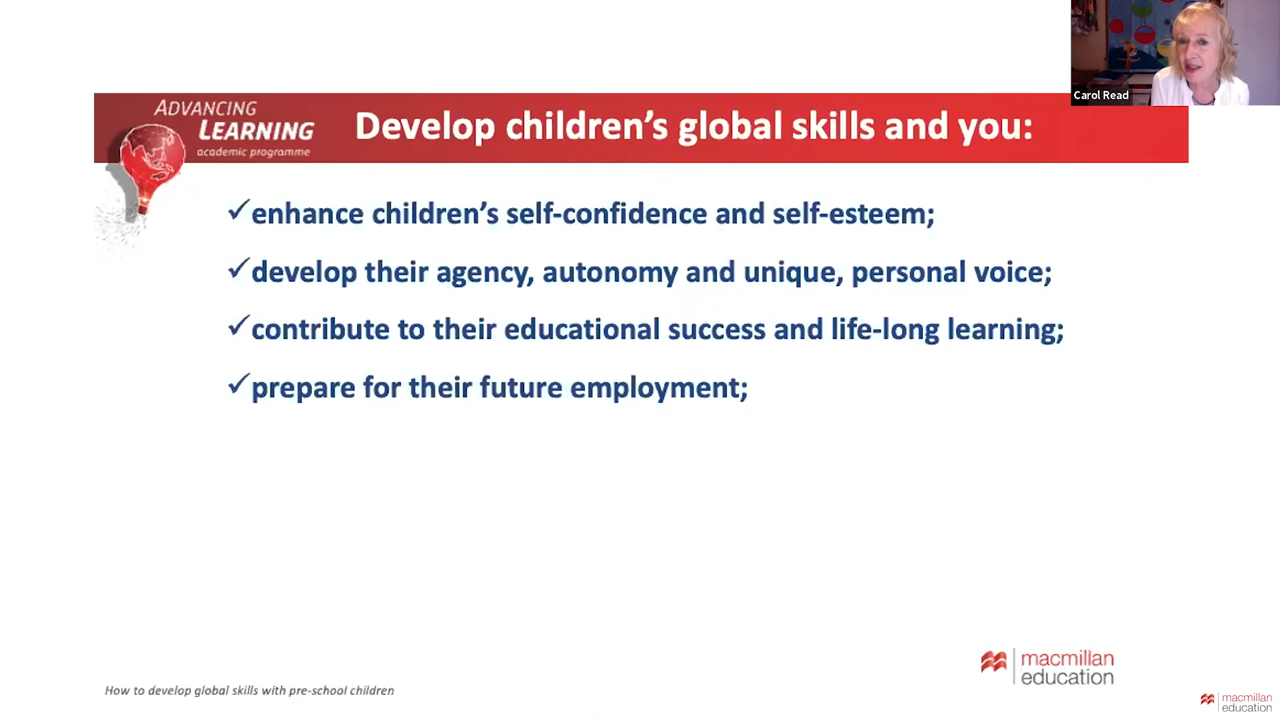 Carol Read
ADVANCING
LEARNING
academic programme
Develop children's global skills and you:
✓enhance children's self-confidence and self-esteem;
✓develop their agency, autonomy and unique, personal voice;
✓contribute to their educational success and life-long learning;
✓prepare for their future employment;
How to develop global skills with pre-school children
macmillan
education
macmillan
education